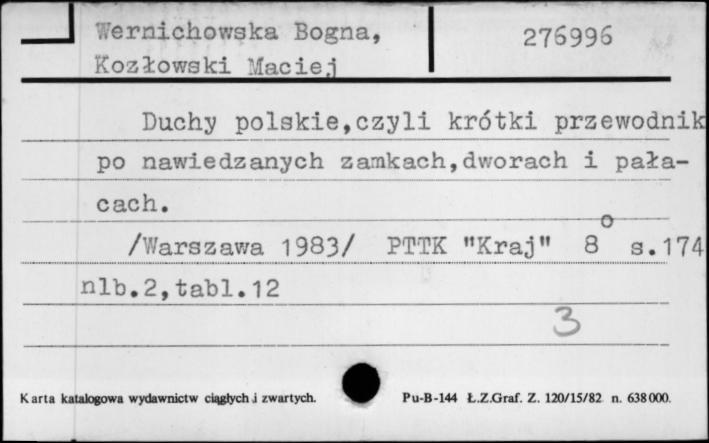 Wernichowska Bogna, 276996
Kozłowski Maciej
Duchy polskie,czyli krótki przewodnik
po nawiedzanych zamkach,dworach i pała-
cach.
/Warszawa 1983/ PTTK "Kraj" 8° s.174
nlb.2,tabl.12
3
Karta katalogowa wydawnictw ciągłych i zwartych. Pu-B-144 Ł.Z.Graf. Z. 120/15/82 n. 638000.